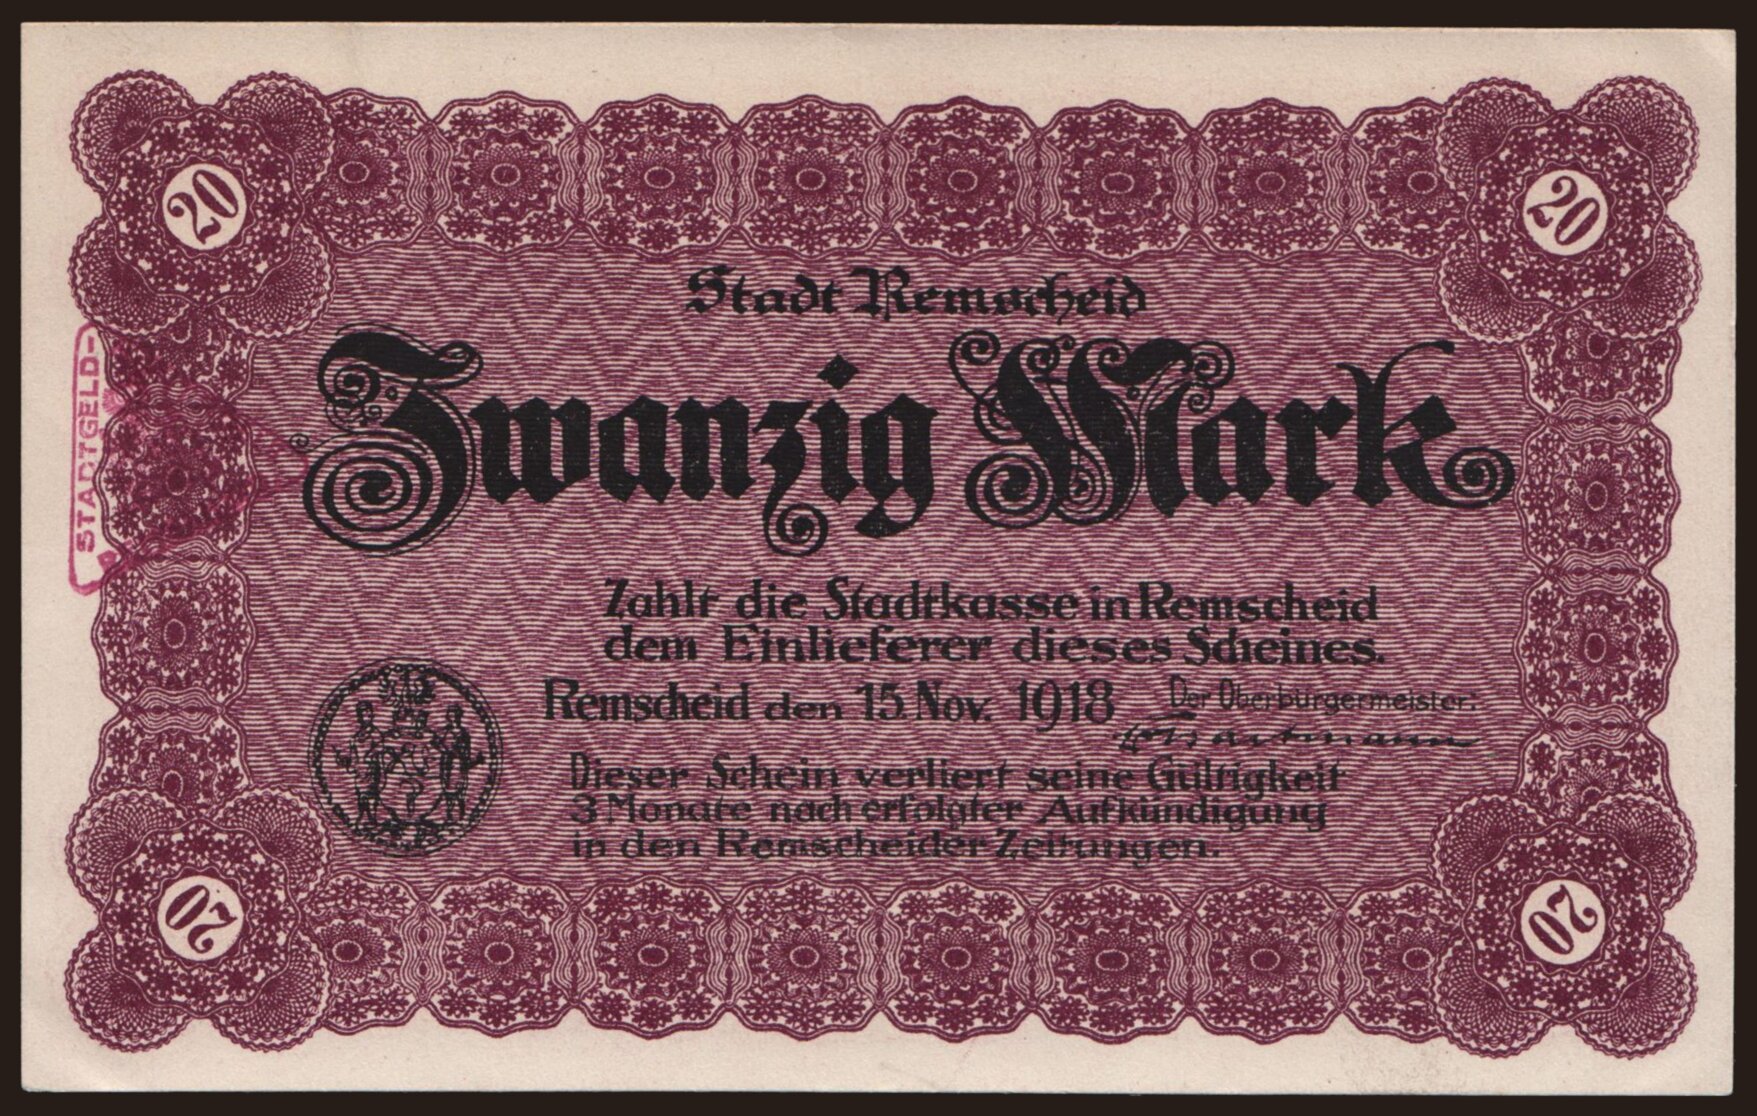 20
20
Stadt Remscheid
Zwanzig Mark
STADTGELD-
Zahlt die Stadtkasse in Remscheid
dem Einlieferer dieses Scheines.
Remscheid den 15. Nov. 1918
Der Oberbürgermeister:
Dieser Schein verliert seine Gültigkeit
3 Monate nach erfolgter Aufkündigung
in den Remscheider Zeitungen.
20
20